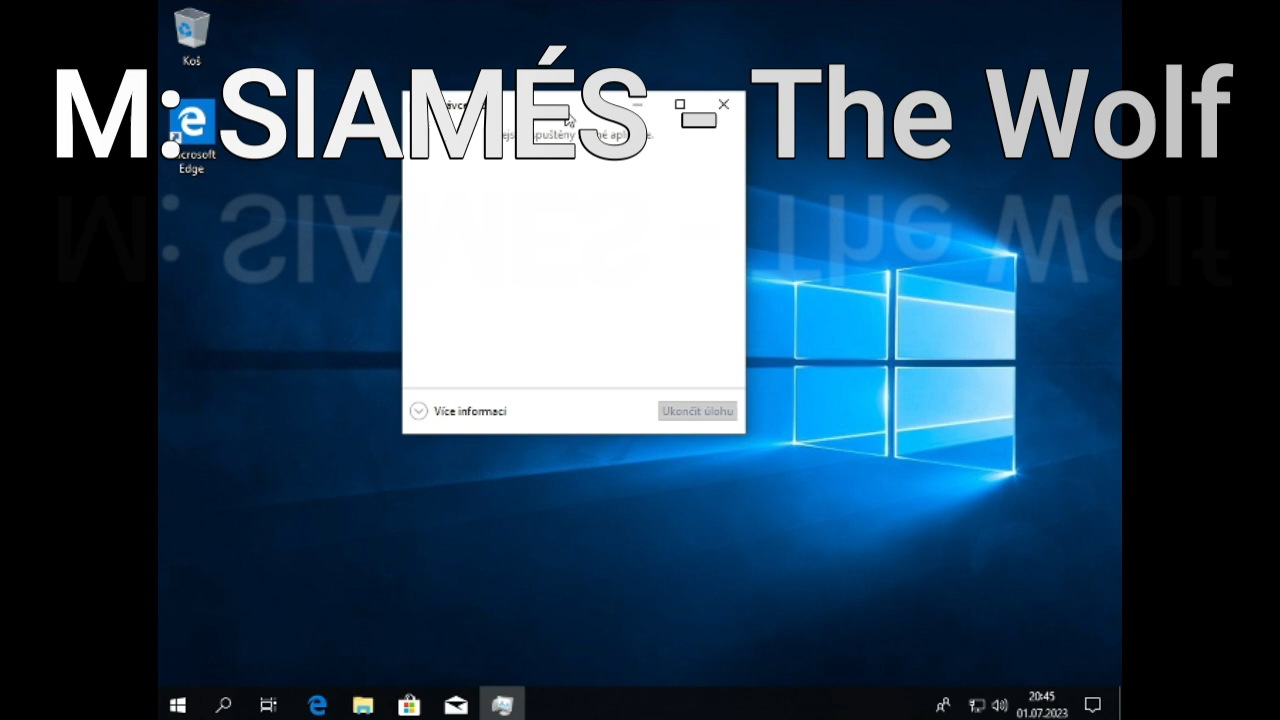 Koš
M: SIAMÉS - The Wolf
Edge
Více informací
Ukončit úlohu
20:45
01.07.2023